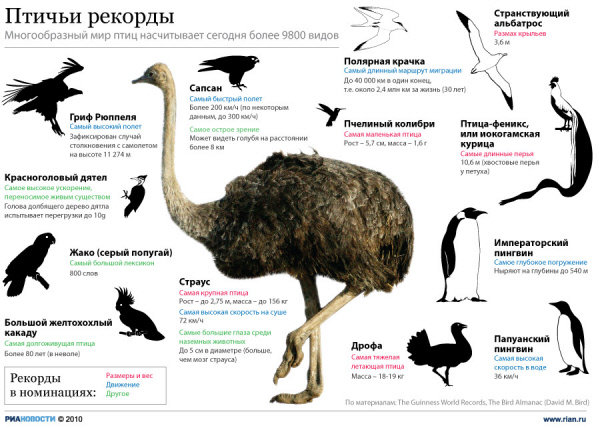 Птичьи рекорды
Многообразный мир птиц насчитывает сегодня более 9800 видов
Гриф Рюппеля
Самый высокий полет
Зафиксирован случай
столкновения с самолетом
на высоте 11 274 м
Сапсан
Самый быстрый полет
Более 200 км/ч (по некоторым
данным, до 300 км/ч)
Самое острое зрение
Может видеть голубя на расстоянии
более 8 км
Полярная крачка
Самый длинный маршрут миграции
До 40 000 км в один конец,
т.е. около 2,4 млн км за жизнь (30 лет)
Странствующий
альбатрос
Размах крыльев
3,6 м
Пчелиный колибри
Самая маленькая птица
Рост – 5,7 см, масса – 1,6 г
Птица-феникс,
или иокогамская
курица
Самые длинные перья
10,6 м (хвостовые перья
у петуха)
Красноголовый дятел
Самое высокое ускорение,
переносимое живым существом
Голова долбящего дерево дятла
испытывает перегрузки до 10g
Жако (серый попугай)
Самый большой лексикон
800 слов
Большой желтохохлый
какаду
Самая долгоживущая птица
Более 80 лет (в неволе)
Страус
Самая крупная птица
Рост – до 2,75 м, масса – до 156 кг
Самая высокая скорость на суше
72 км/ч
Самые большие глаза среди
наземных животных
До 5 см в диаметре (больше,
чем мозг страуса)
Императорский
пингвин
Самое глубокое погружение
Ныряют на глубины до 540 м
Дрофа
Самая тяжелая
летающая птица
Масса – 18-19 кг
Папуанский
пингвин
Самая высокая
скорость в воде
36 км/ч
Рекорды
в номинациях:
Размеры и вес
Движение
Другое
По материалам: The Guinness World Records, The Bird Almanac (David M. Bird)
РИАНОВОСТИ © 2010
www.rian.ru